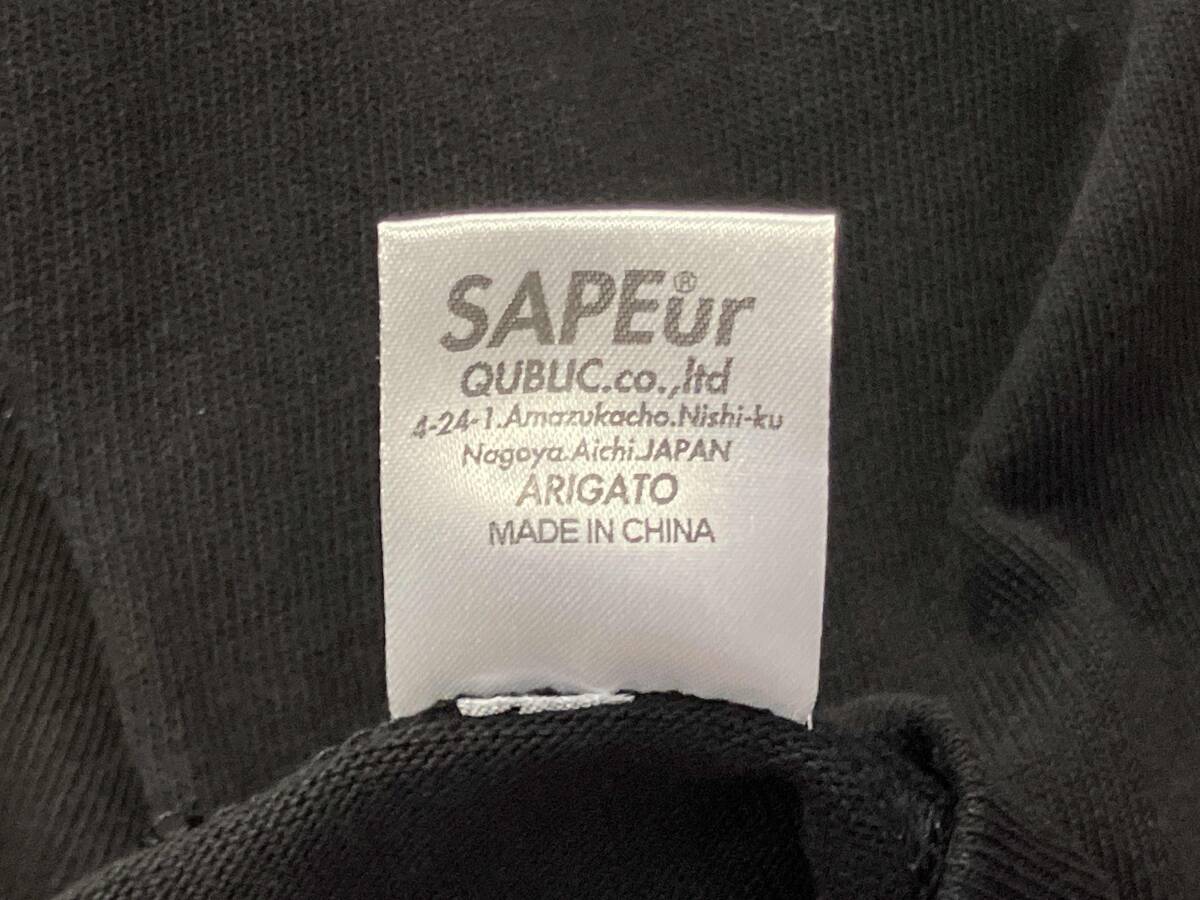 SAPEur®
QUBLIC.co.,ltd
4-24-1.Amazukacho.Nishi-ku
Nagoya.Aichi.JAPAN
ARIGATO
MADE IN CHINA